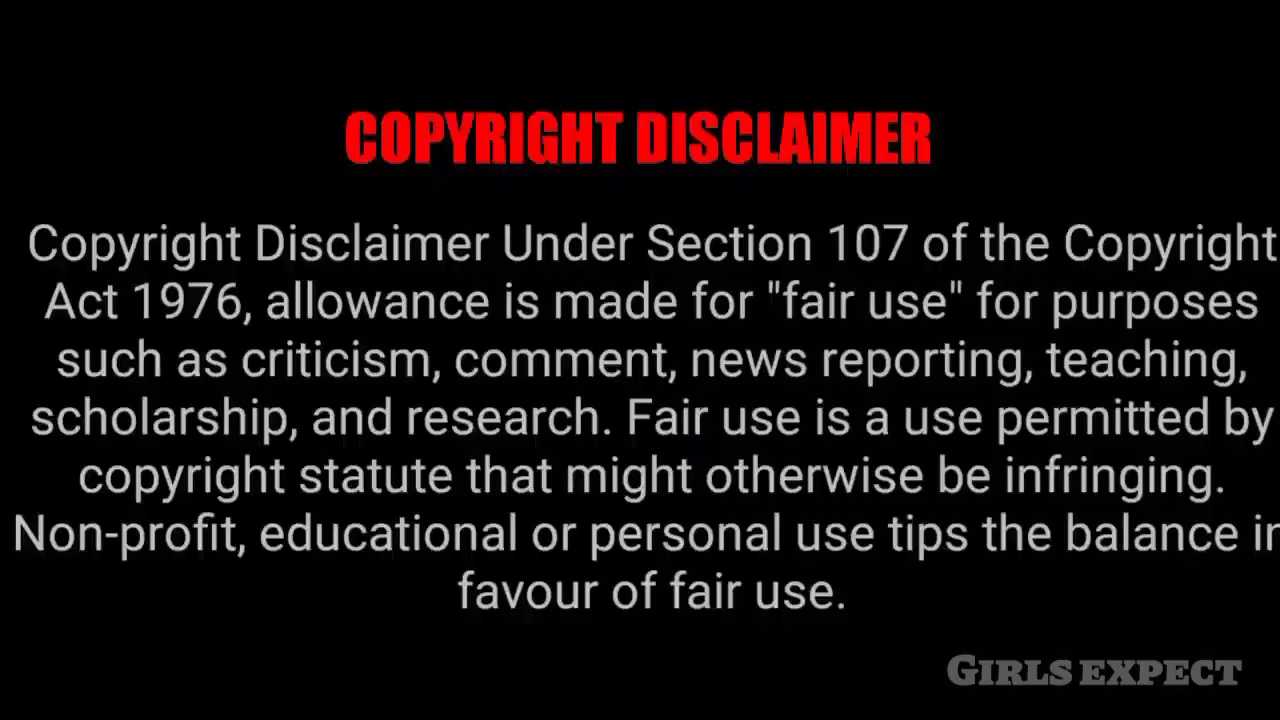 COPYRIGHT DISCLAIMER
Copyright Disclaimer Under Section 107 of the Copyright
Act 1976, allowance is made for "fair use" for purposes
such as criticism, comment, news reporting, teaching,
scholarship, and research. Fair use is a use permitted by
copyright statute that might otherwise be infringing.
Non-profit, educational or personal use tips the balance in
favour of fair use.
GIRLS EXPECT